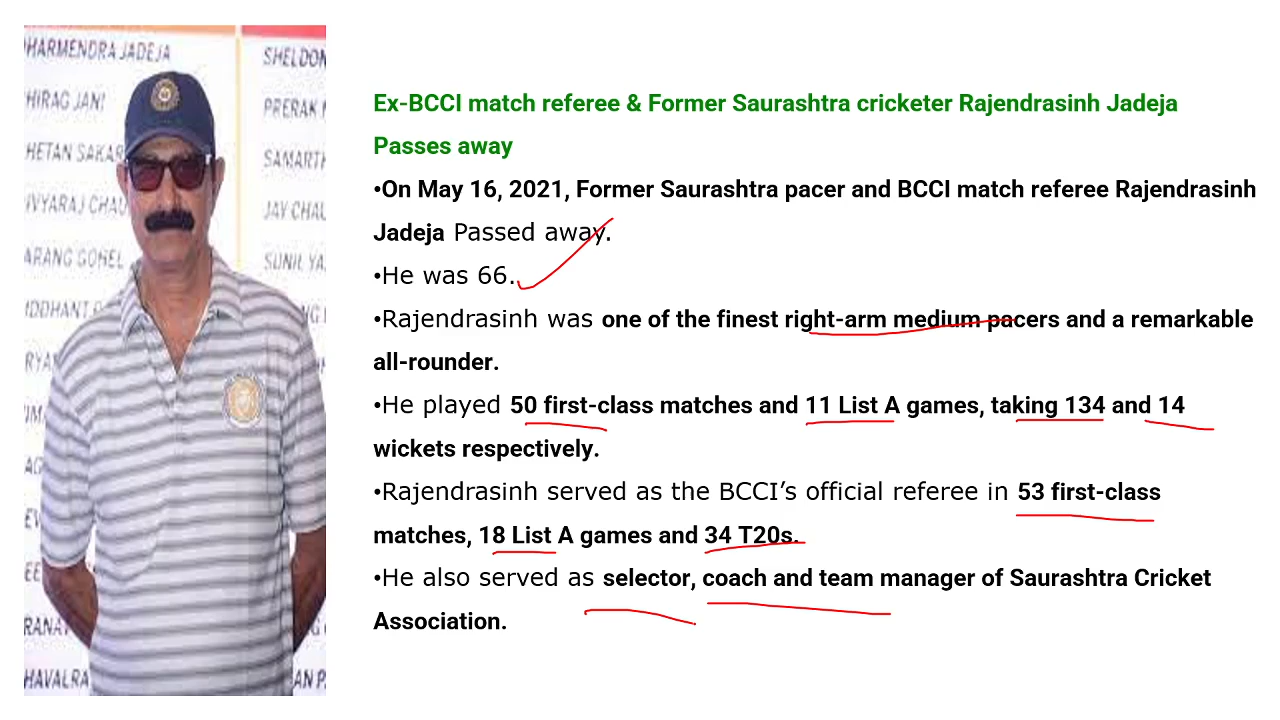 HARMENDRA JADEJA
SHELDON
HIRAG JANI
PRERAK
HETAN SAKAR
SAMARTH
JAY CHAU
ARANG GOHEL
SUNIL YA
HAVALRA
Ex-BCCI match referee & Former Saurashtra cricketer Rajendrasinh Jadeja
Passes away
•On May 16, 2021, Former Saurashtra pacer and BCCI match referee Rajendrasinh
Jadeja Passed away.
•He was 66.
•Rajendrasinh was one of the finest right-arm medium pacers and a remarkable
all-rounder.
•He played 50 first-class matches and 11 List A games, taking 134 and 14
wickets respectively.
•Rajendrasinh served as the BCCI’s official referee in 53 first-class
matches, 18 List A games and 34 T20s.
•He also served as selector, coach and team manager of Saurashtra Cricket
Association.